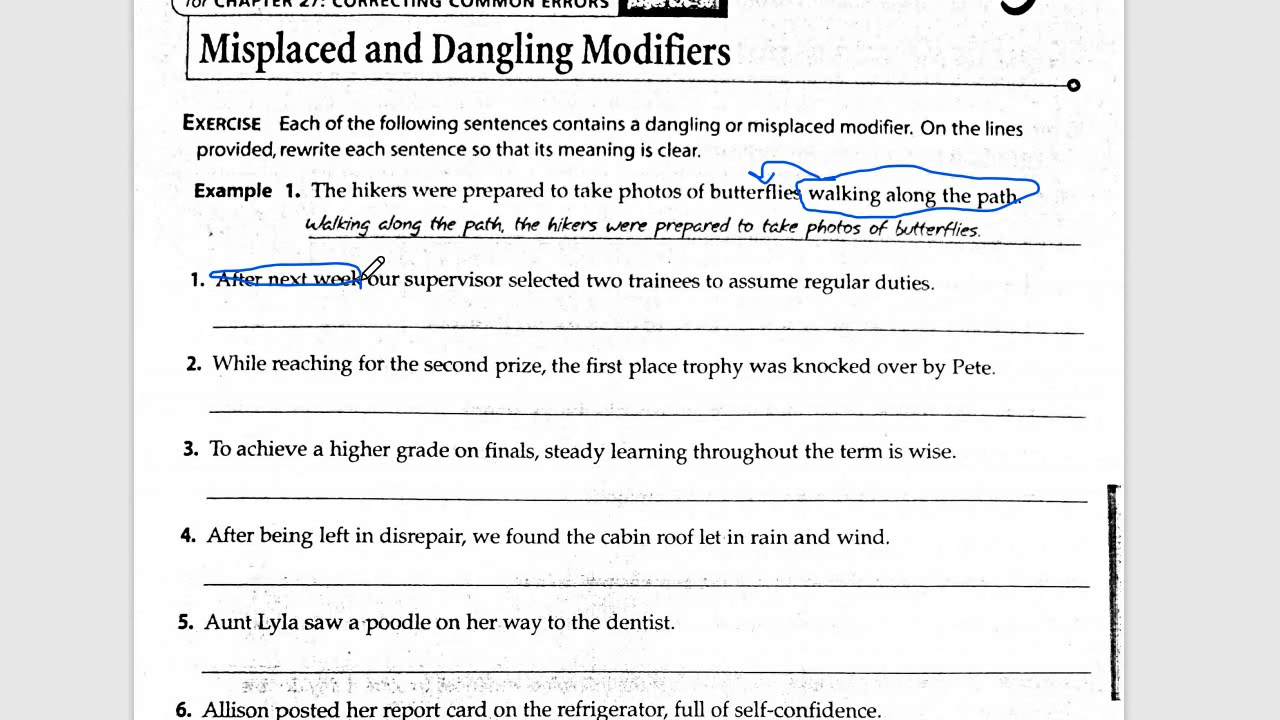 for CHAPTER 27: CORRECTING COMMON ERRORS
Misplaced and Dangling Modifiers
EXERCISE Each of the following sentences contains a dangling or misplaced modifier. On the lines
provided, rewrite each sentence so that its meaning is clear.
Example 1. The hikers were prepared to take photos of butterflies walking along the path.
Walking along the path, the hikers were prepared to take photos of butterflies.
1. After next week our supervisor selected two trainees to assume regular duties.
2. While reaching for the second prize, the first place trophy was knocked over by Pete.
3. To achieve a higher grade on finals, steady learning throughout the term is wise.
4. After being left in disrepair, we found the cabin roof let in rain and wind.
5. Aunt Lyla saw a poodle on her way to the dentist.
6. Allison posted her report card on the refrigerator, full of self-confidence.